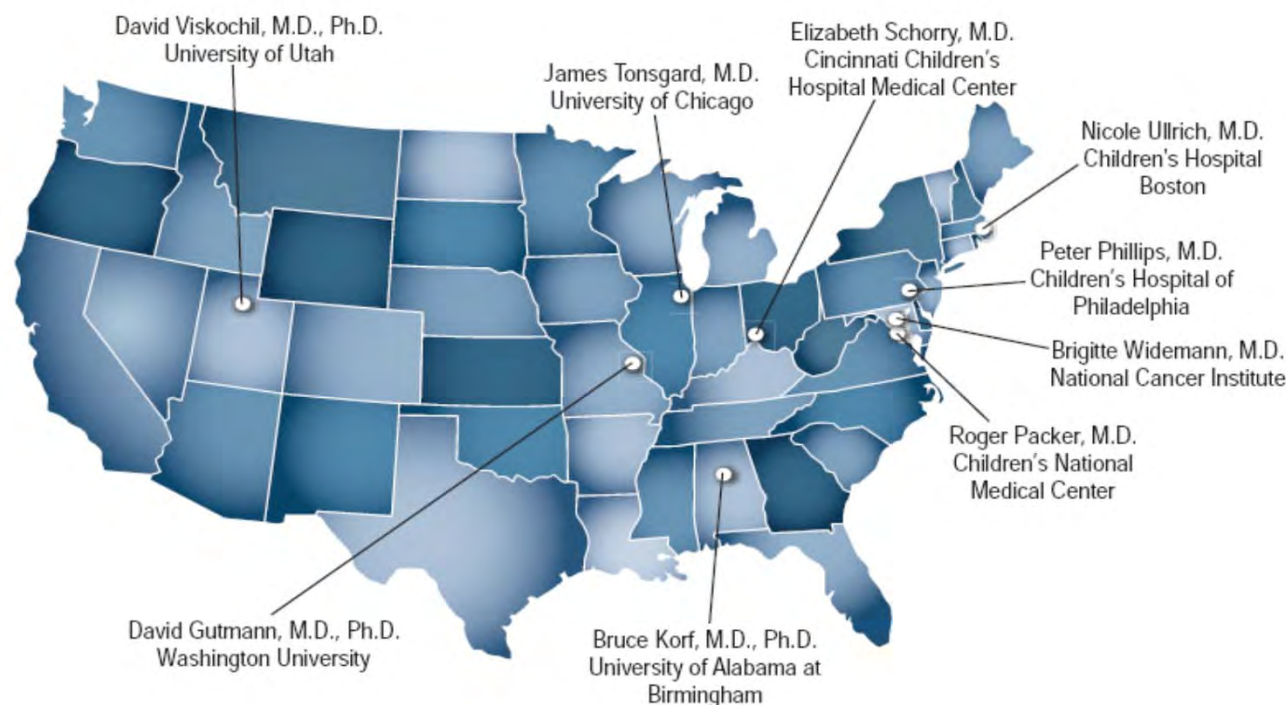 David Viskochil, M.D., Ph.D.
University of Utah
James Tonsgard, M.D.
University of Chicago
Elizabeth Schorry, M.D.
Cincinnati Children's
Hospital Medical Center
Nicole Ullrich, M.D.
Children's Hospital
Boston
Peter Phillips, M.D.
Children's Hospital of
Philadelphia
Brigitte Widemann, M.D.
National Cancer Institute
Roger Packer, M.D.
Children's National
Medical Center
David Gutmann, M.D., Ph.D.
Washington University
Bruce Korf, M.D., Ph.D.
University of Alabama at
Birmingham